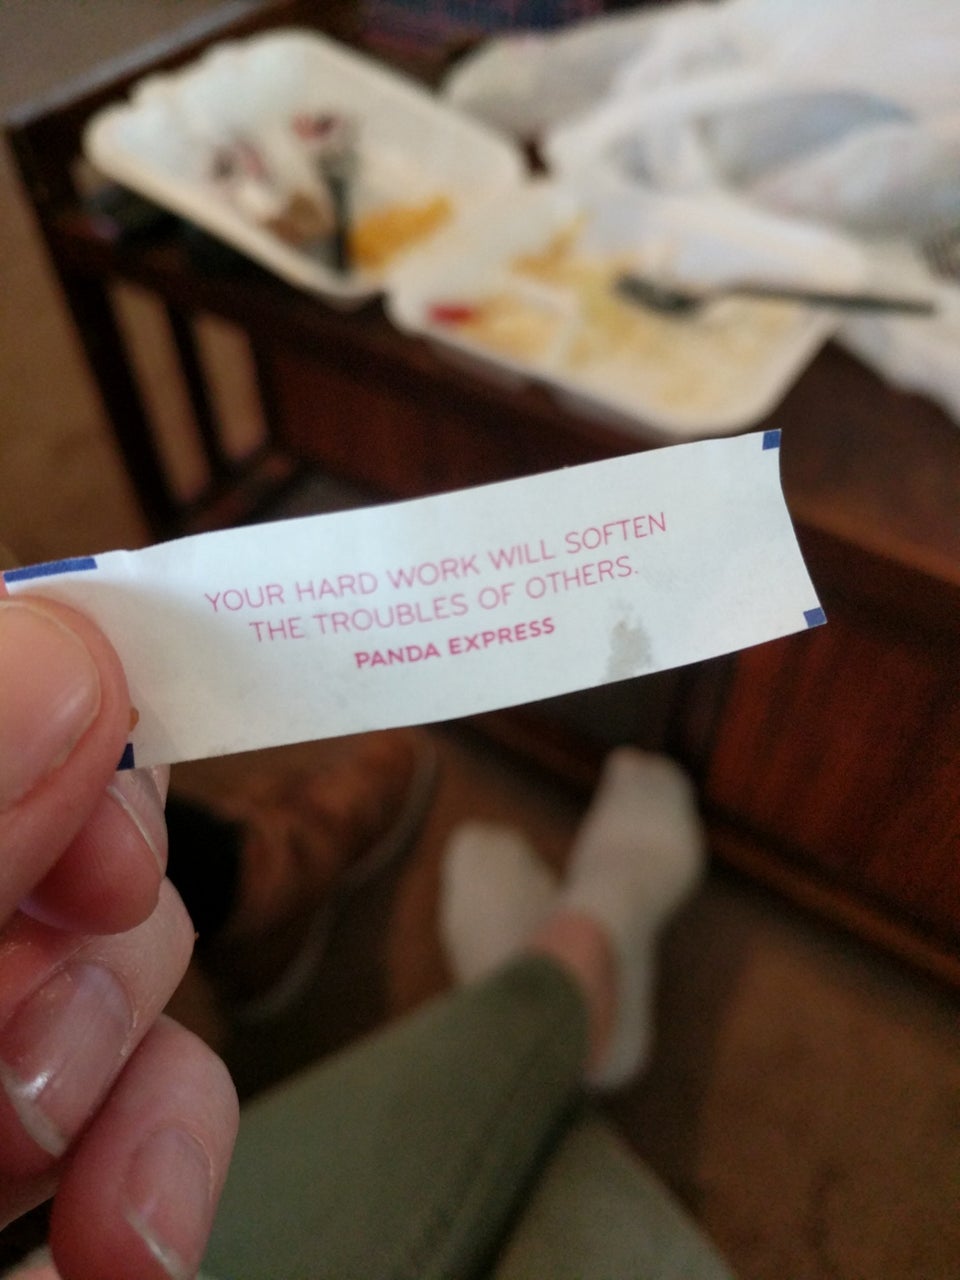 YOUR HARD WORK WILL SOFTEN
THE TROUBLES OF OTHERS.
PANDA EXPRESS